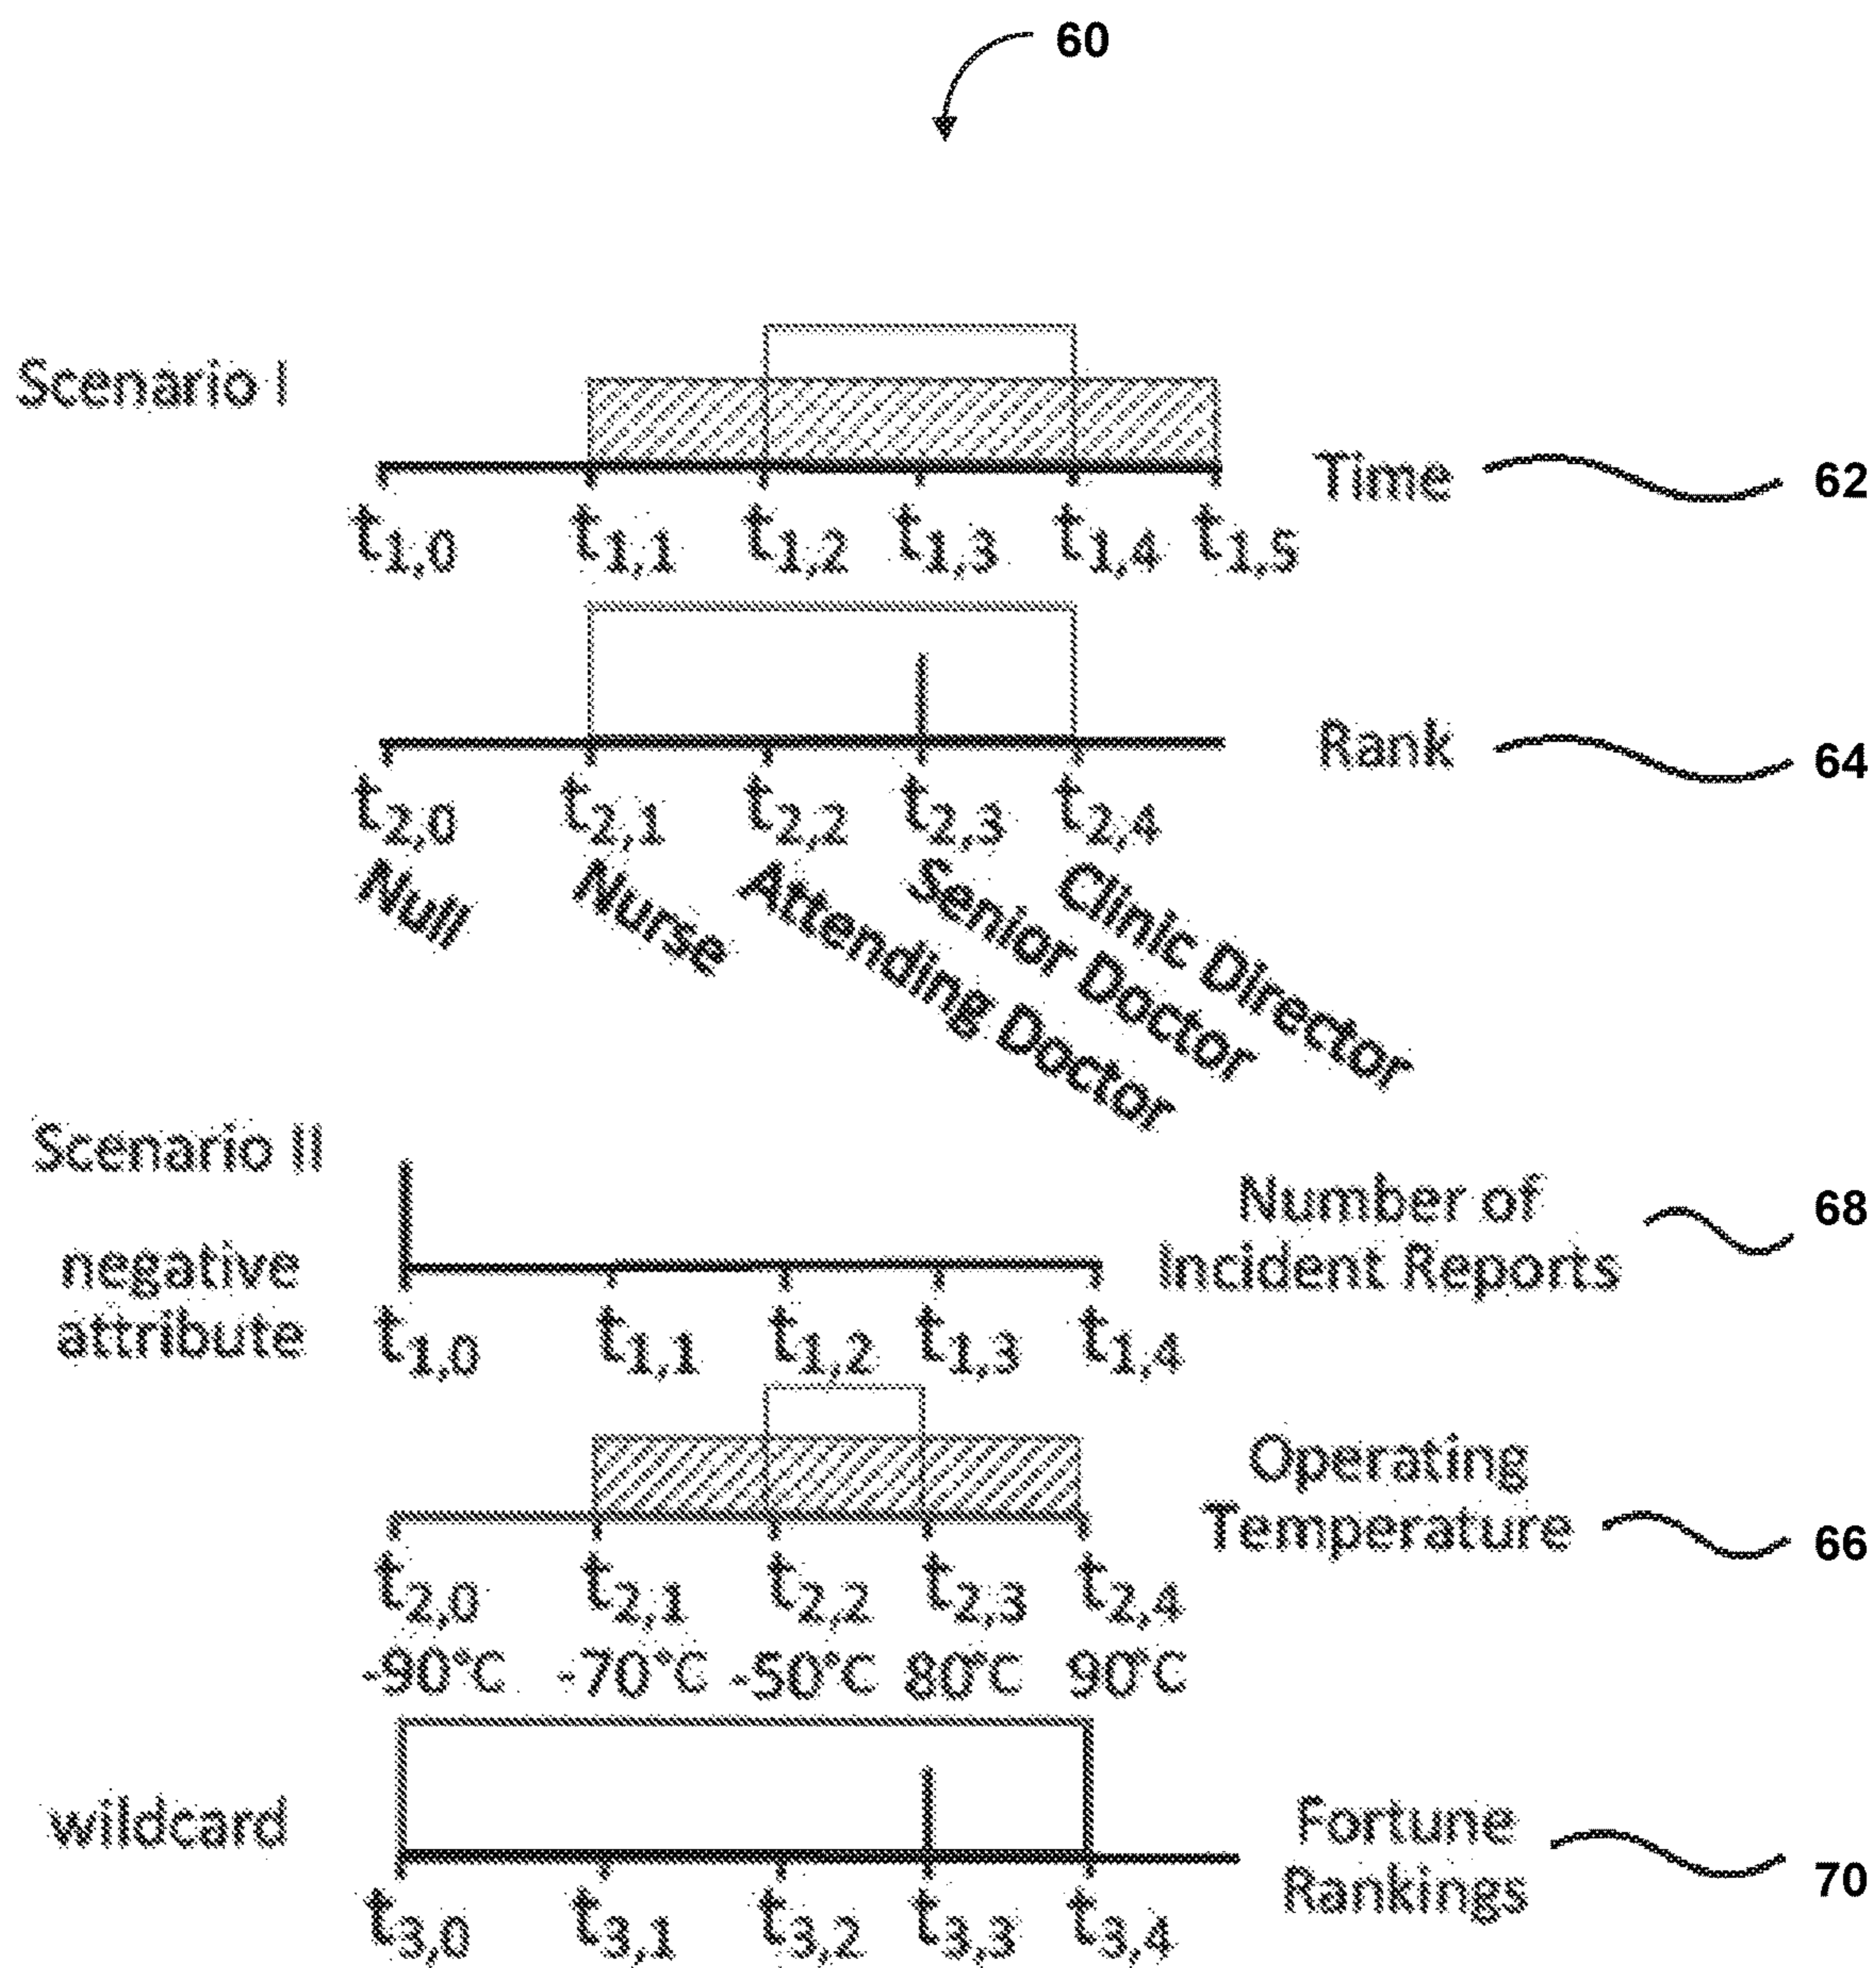 60
Scenario I
Time 62
t1,0 t1,1 t1,2 t1,3 t1,4 t1,5
Rank 64
t2,0 t2,1 t2,2 t2,3 t2,4
Null Nurse Attending Doctor Senior Doctor Clinic Director
Scenario II
negative
attribute
Number of
Incident Reports 68
t1,0 t1,1 t1,2 t1,3 t1,4
Operating
Temperature 66
t2,0 t2,1 t2,2 t2,3 t2,4
-90°C -70°C -50°C 80°C 90°C
wildcard
Fortune
Rankings 70
t3,0 t3,1 t3,2 t3,3 t3,4